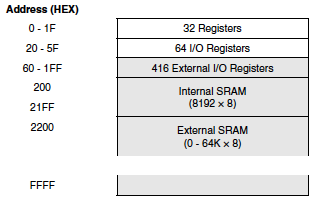 Address (HEX)
0 - 1F 32 Registers
20 - 5F 64 I/O Registers
60 - 1FF 416 External I/O Registers
200 Internal SRAM
21FF (8192 × 8)
2200 External SRAM
(0 - 64K × 8)
FFFF